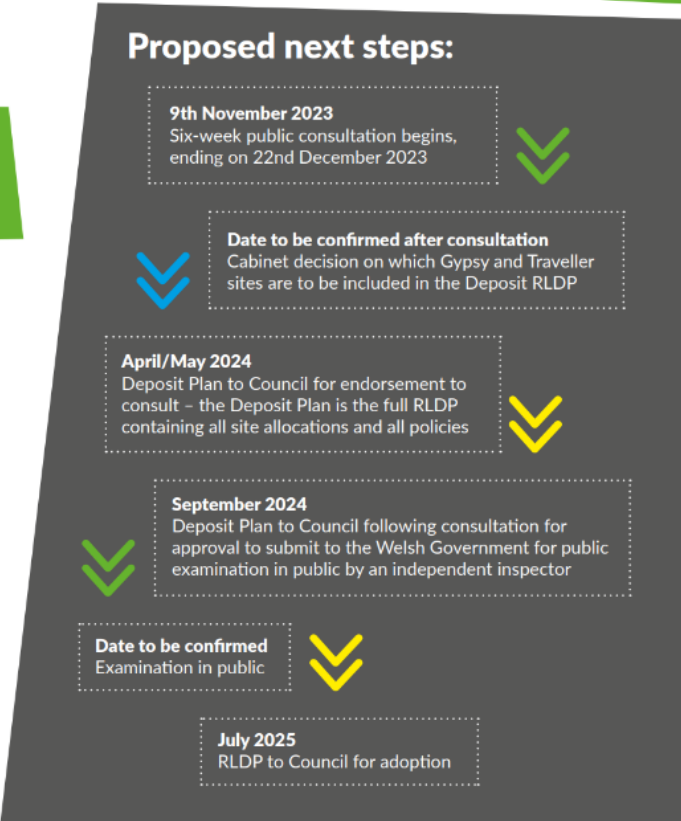 Proposed next steps:
9th November 2023
Six-week public consultation begins,
ending on 22nd December 2023
Date to be confirmed after consultation
Cabinet decision on which Gypsy and Traveller
sites are to be included in the Deposit RLDP
April/May 2024
Deposit Plan to Council for endorsement to
consult – the Deposit Plan is the full RLDP
containing all site allocations and all policies
September 2024
Deposit Plan to Council following consultation for
approval to submit to the Welsh Government for public
examination in public by an independent inspector
Date to be confirmed
Examination in public
July 2025
RLDP to Council for adoption